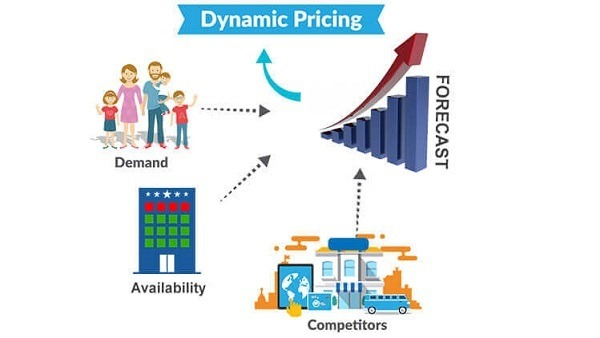 Dynamic Pricing
FORECAST
Demand
Availability
Competitors